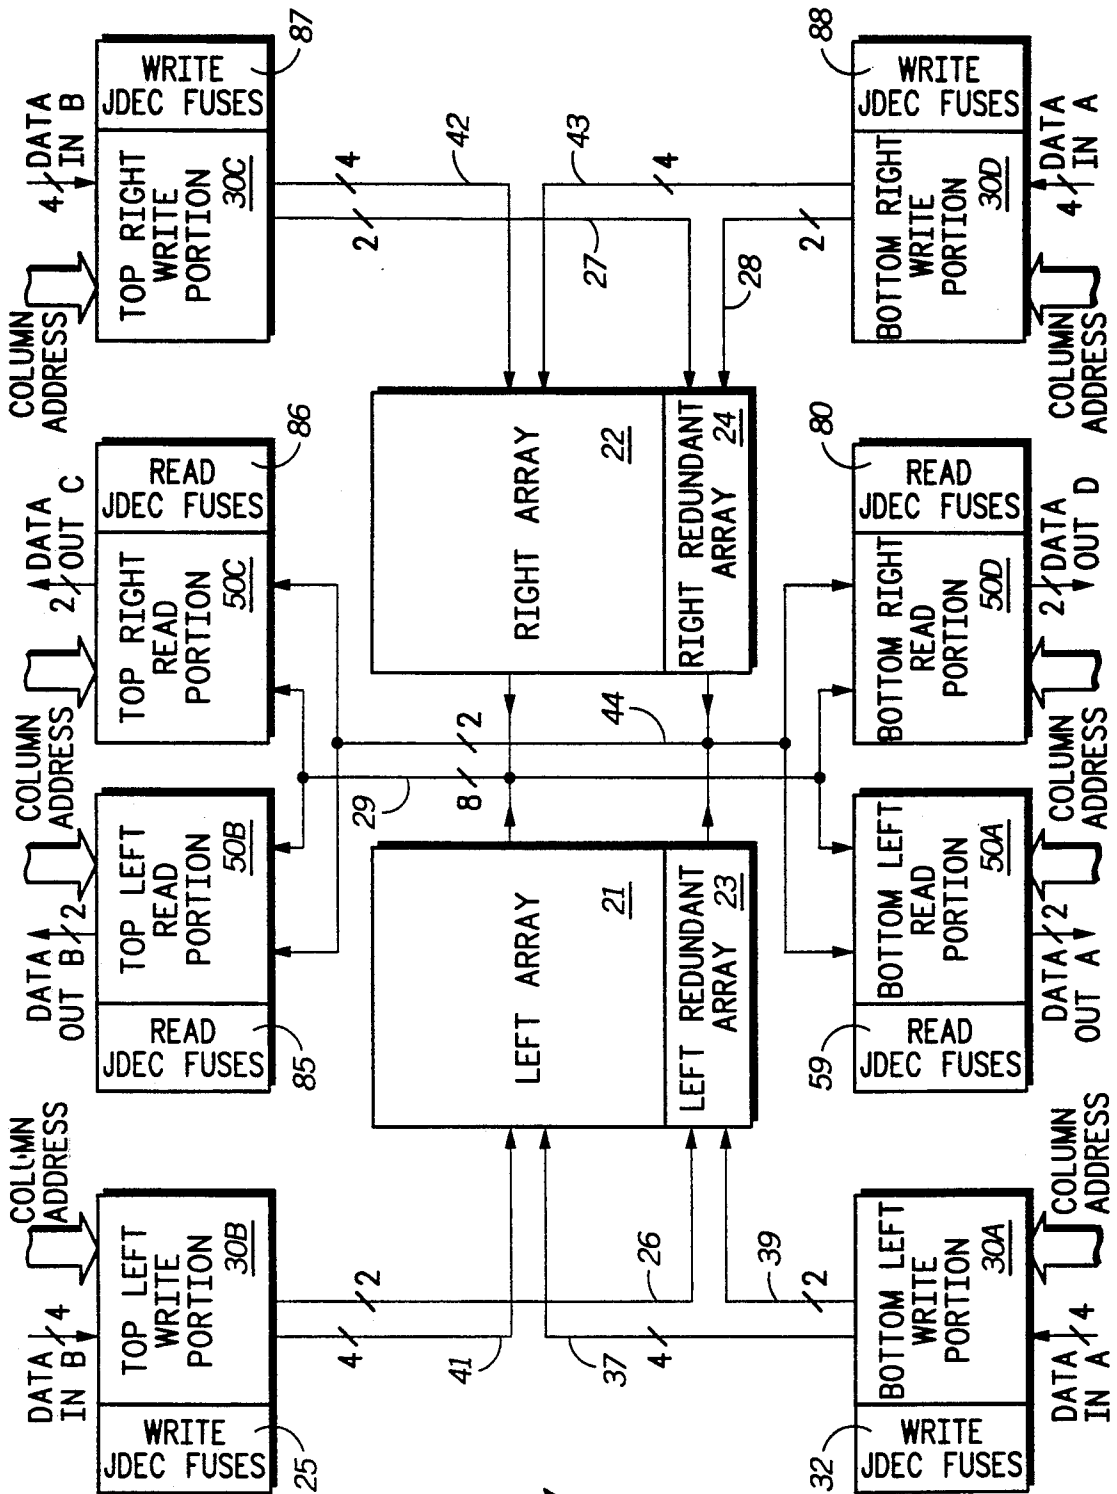 COLUMN
ADDRESS
4
DATA
IN B
WRITE
JDEC FUSES
87
TOP RIGHT
WRITE
PORTION
30C
2
4
42
27
COLUMN
ADDRESS
2
DATA
OUT C
READ
JDEC FUSES
86
TOP RIGHT
READ
PORTION
50C
DATA
OUT B
2
COLUMN
ADDRESS
TOP LEFT
READ
PORTION
50B
READ
JDEC FUSES
85
DATA
IN B
4
COLUMN
ADDRESS
TOP LEFT
WRITE
PORTION
30B
WRITE
JDEC FUSES
25
4
2
41
26
RIGHT ARRAY
22
RIGHT REDUNDANT
ARRAY
24
29
8
2
44
LEFT ARRAY
21
LEFT REDUNDANT
ARRAY
23
43
4
2
28
WRITE
JDEC FUSES
88
BOTTOM RIGHT
WRITE
PORTION
30D
COLUMN
ADDRESS
4
DATA
IN A
READ
JDEC FUSES
80
BOTTOM RIGHT
READ
PORTION
50D
2
DATA
OUT D
COLUMN
ADDRESS
BOTTOM LEFT
READ
PORTION
50A
READ
JDEC FUSES
59
DATA
OUT A
2
COLUMN
ADDRESS
37
4
39
2
BOTTOM LEFT
WRITE
PORTION
30A
WRITE
JDEC FUSES
32
DATA
IN A
4
COLUMN
ADDRESS